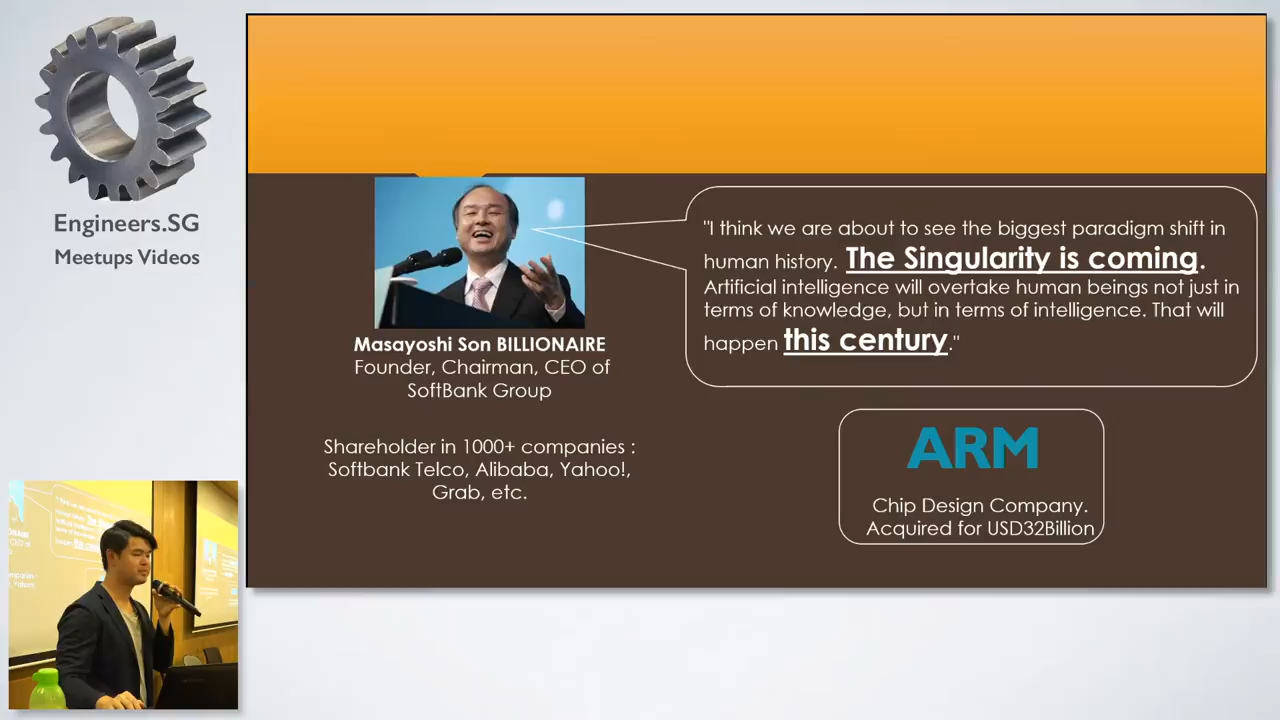 Engineers.SG
Meetups Videos
"I think we are about to see the biggest paradigm shift in
human history. The Singularity is coming.
Artificial intelligence will overtake human beings not just in
terms of knowledge, but in terms of intelligence. That will
happen this century."
Masayoshi Son BILLIONAIRE
Founder, Chairman, CEO of
SoftBank Group
Shareholder in 1000+ companies :
Softbank Telco, Alibaba, Yahoo!,
Grab, etc.
ARM
Chip Design Company.
Acquired for USD32Billion